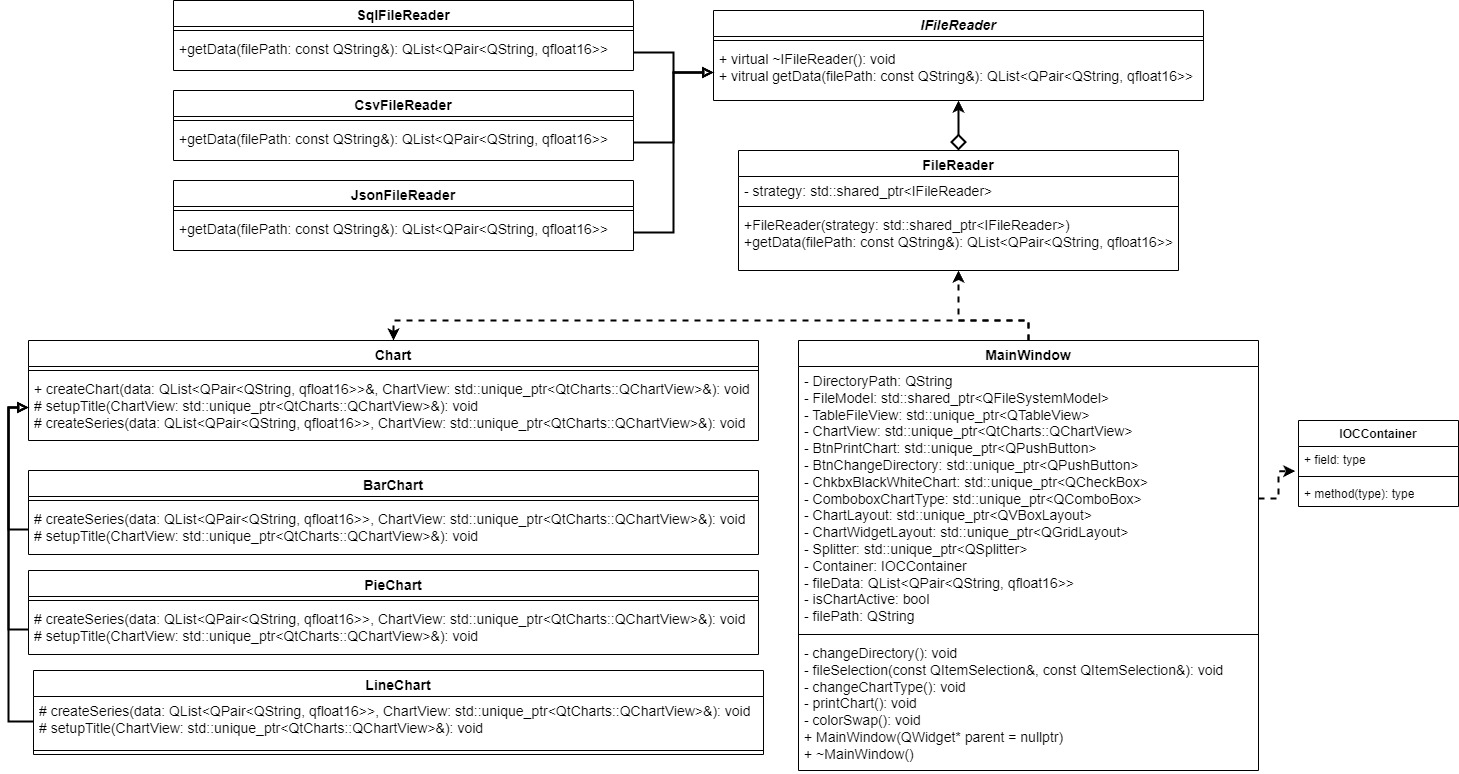 SqlFileReader
+getData(filePath: const QString&): QList<QPair<QString, qfloat16>>
CsvFileReader
+getData(filePath: const QString&): QList<QPair<QString, qfloat16>>
JsonFileReader
+getData(filePath: const QString&): QList<QPair<QString, qfloat16>>
IFileReader
+ virtual ~IFileReader(): void
+ vitrual getData(filePath: const QString&): QList<QPair<QString, qfloat16>>
FileReader
- strategy: std::shared_ptr<IFileReader>
+FileReader(strategy: std::shared_ptr<IFileReader>)
+getData(filePath: const QString&): QList<QPair<QString, qfloat16>>
Chart
+ createChart(data: QList<QPair<QString, qfloat16>>&, ChartView: std::unique_ptr<QtCharts::QChartView>&): void
# setupTitle(ChartView: std::unique_ptr<QtCharts::QChartView>&): void
# createSeries(data: QList<QPair<QString, qfloat16>>, ChartView: std::unique_ptr<QtCharts::QChartView>&): void
BarChart
# createSeries(data: QList<QPair<QString, qfloat16>>, ChartView: std::unique_ptr<QtCharts::QChartView>&): void
# setupTitle(ChartView: std::unique_ptr<QtCharts::QChartView>&): void
PieChart
# createSeries(data: QList<QPair<QString, qfloat16>>, ChartView: std::unique_ptr<QtCharts::QChartView>&): void
# setupTitle(ChartView: std::unique_ptr<QtCharts::QChartView>&): void
LineChart
# createSeries(data: QList<QPair<QString, qfloat16>>, ChartView: std::unique_ptr<QtCharts::QChartView>&): void
# setupTitle(ChartView: std::unique_ptr<QtCharts::QChartView>&): void
MainWindow
- DirectoryPath: QString
- FileModel: std::shared_ptr<QFileSystemModel>
- TableFileView: std::unique_ptr<QTableView>
- ChartView: std::unique_ptr<QtCharts::QChartView>
- BtnPrintChart: std::unique_ptr<QPushButton>
- BtnChangeDirectory: std::unique_ptr<QPushButton>
- ChkbxBlackWhiteChart: std::unique_ptr<QCheckBox>
- ComboboxChartType: std::unique_ptr<QComboBox>
- ChartLayout: std::unique_ptr<QVBoxLayout>
- ChartWidgetLayout: std::unique_ptr<QGridLayout>
- Splitter: std::unique_ptr<QSplitter>
- Container: IOCContainer
- fileData: QList<QPair<QString, qfloat16>>
- isChartActive: bool
- filePath: QString
- changeDirectory(): void
- fileSelection(const QItemSelection&, const QItemSelection&): void
- changeChartType(): void
- printChart(): void
- colorSwap(): void
+ MainWindow(QWidget* parent = nullptr)
+ ~MainWindow()
IOCContainer
+ field: type
+ method(type): type